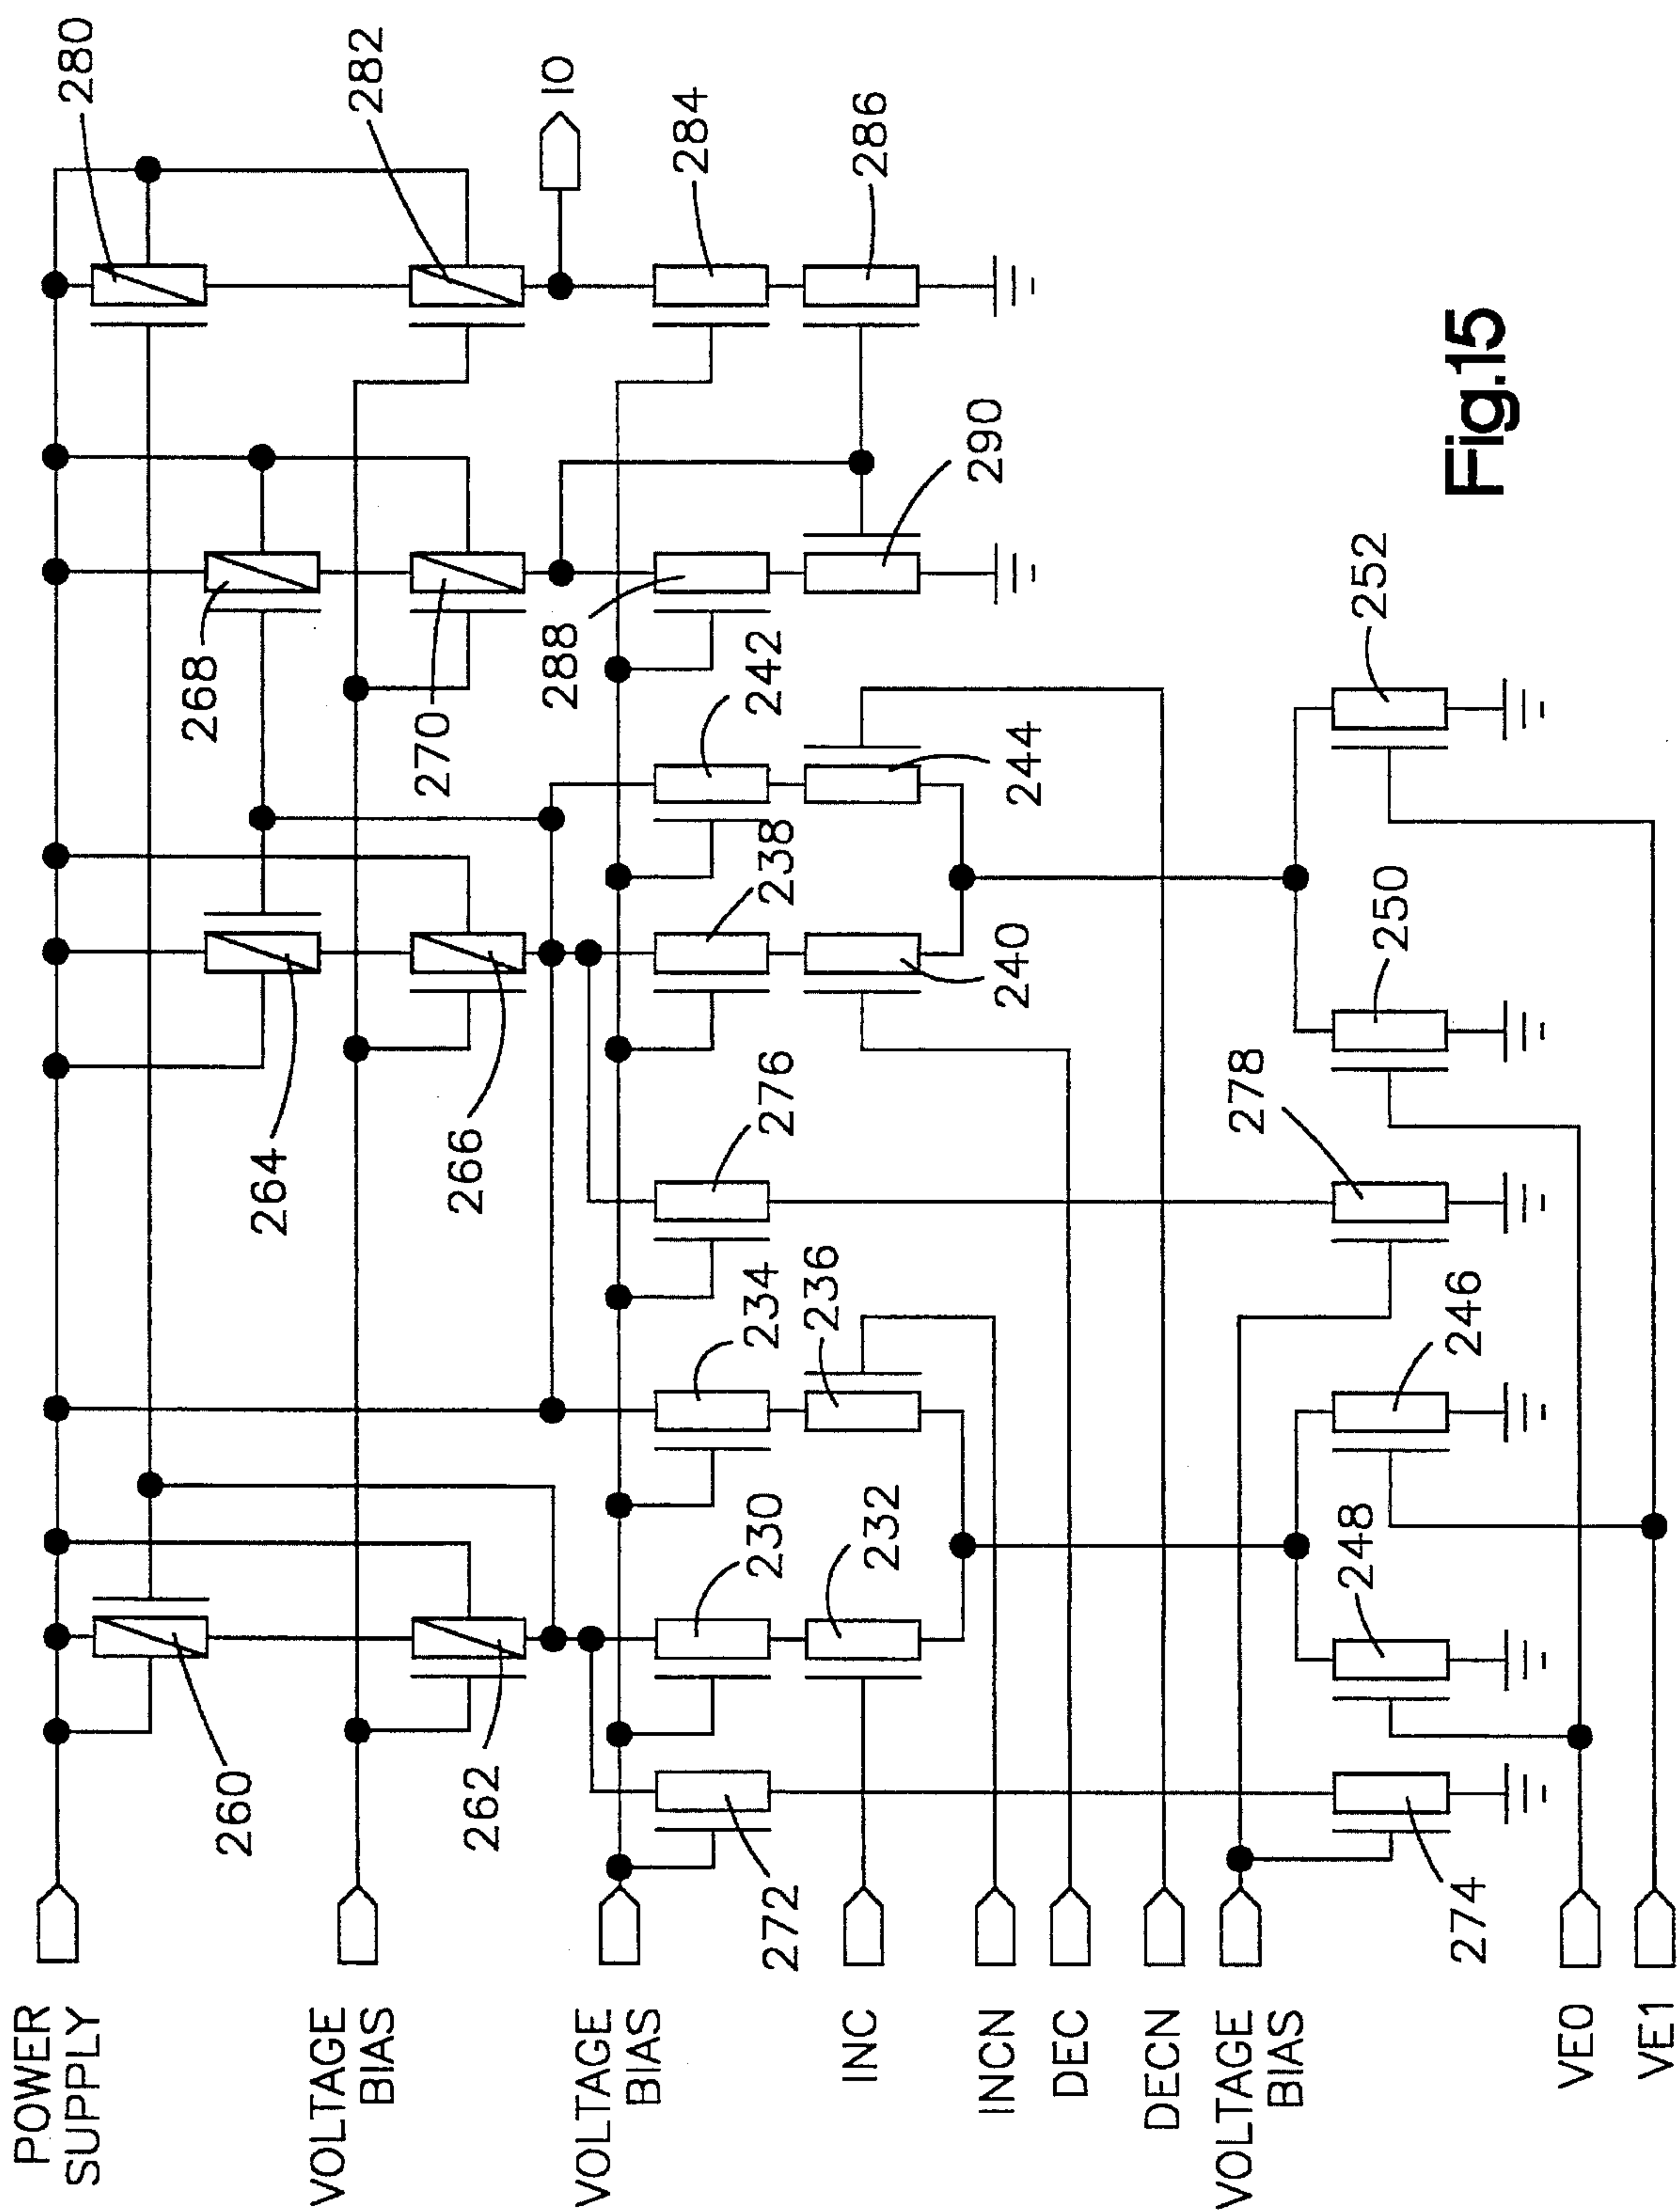 POWER
SUPPLY
VOLTAGE
BIAS
VOLTAGE
BIAS
INC
INCN
DEC
DECN
VOLTAGE
BIAS
VE0
VE1
260
262
272
230
232
274
248
234
236
246
276
278
264
266
238
240
250
242
244
252
268
270
288
290
280
282
IO
284
286
Fig.15